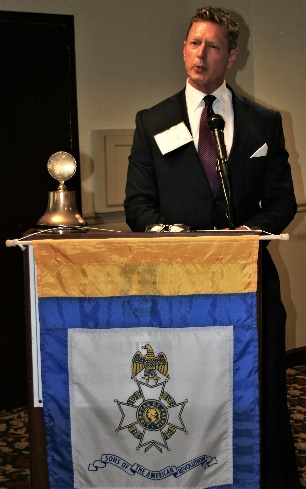 SONS OF THE AMERICAN REVOLUTION